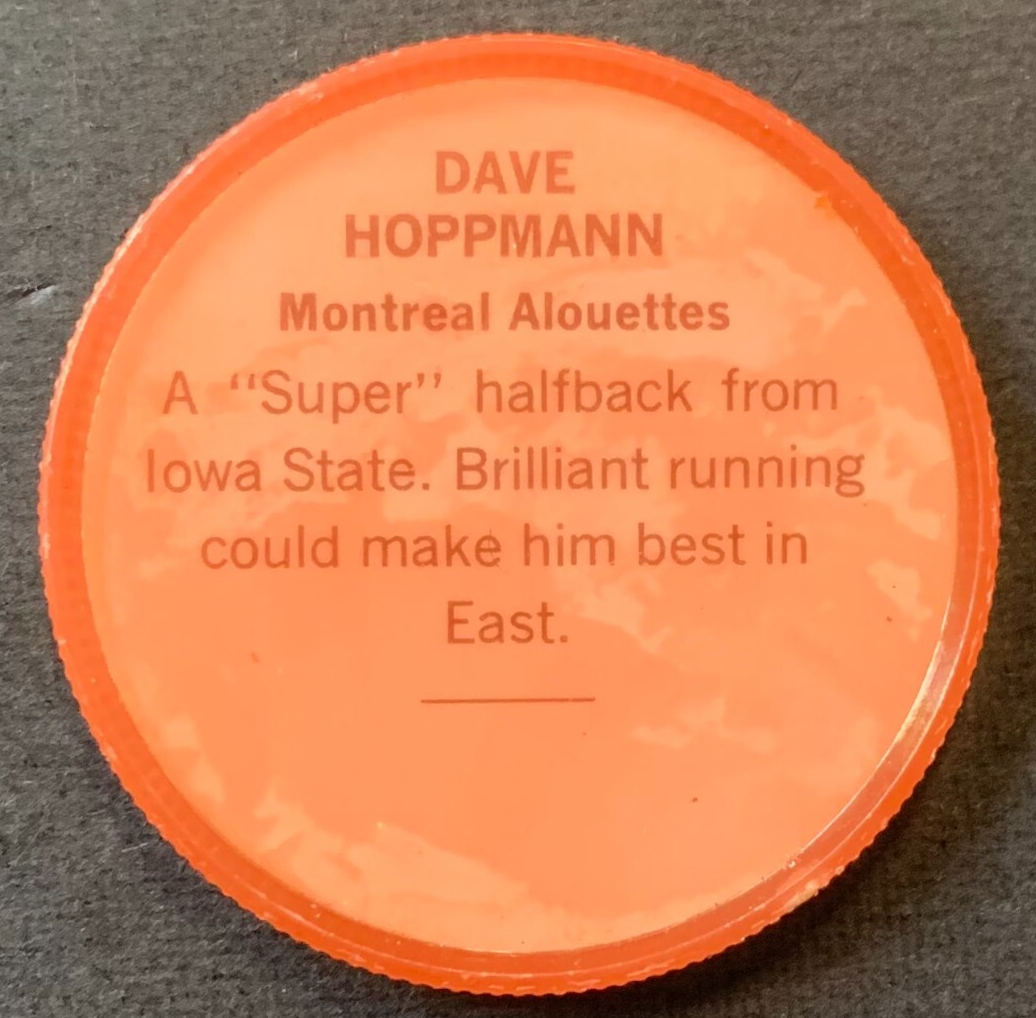 DAVE
HOPPMANN
Montreal Alouettes
A “Super” halfback from
Iowa State. Brilliant running
could make him best in
East.